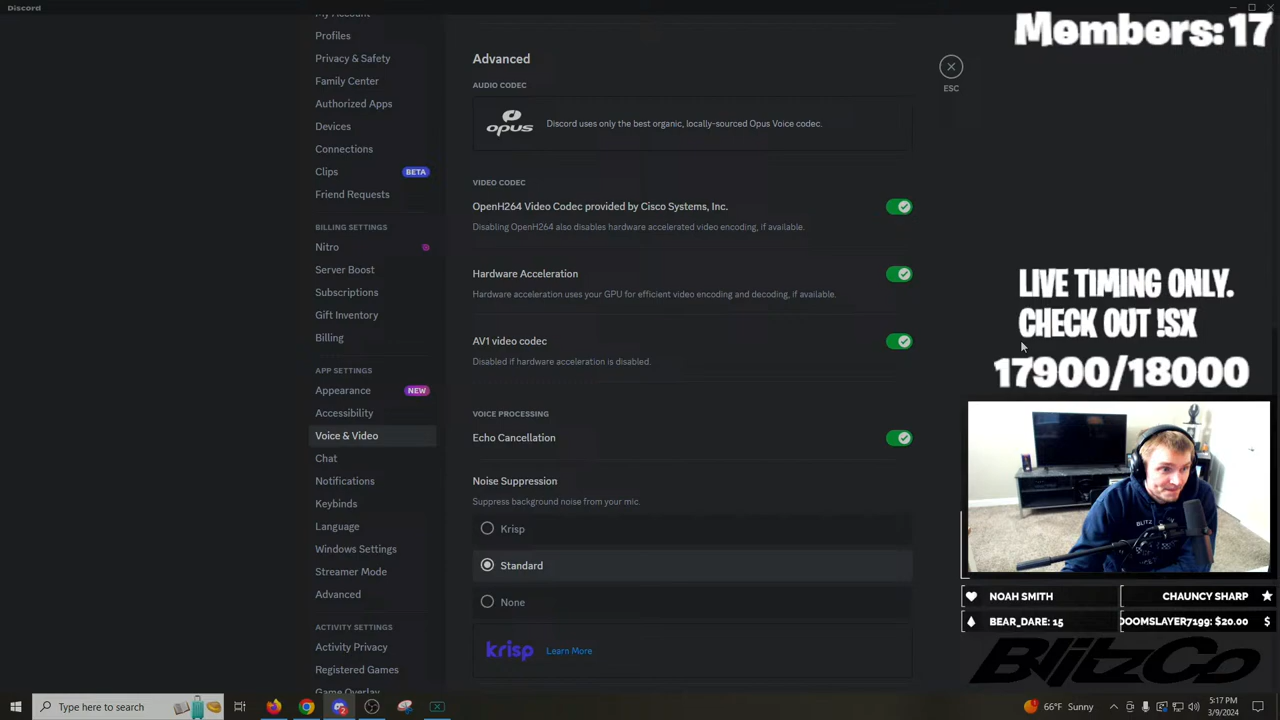 Discord
Members: 17
My Account
Profiles
Privacy & Safety
Family Center
Authorized Apps
Devices
Connections
Clips
BETA
Friend Requests
BILLING SETTINGS
Nitro
Server Boost
Subscriptions
Gift Inventory
Billing
APP SETTINGS
Appearance
NEW
Accessibility
Voice & Video
Chat
Notifications
Keybinds
Language
Windows Settings
Streamer Mode
Advanced
ACTIVITY SETTINGS
Activity Privacy
Registered Games
Game Overlay
Advanced
ESC
AUDIO CODEC
opus
Discord uses only the best organic, locally-sourced Opus Voice codec.
VIDEO CODEC
OpenH264 Video Codec provided by Cisco Systems, Inc.
Disabling OpenH264 also disables hardware accelerated video encoding, if available.
Hardware Acceleration
Hardware acceleration uses your GPU for efficient video encoding and decoding, if available.
AV1 video codec
Disabled if hardware acceleration is disabled.
VOICE PROCESSING
Echo Cancellation
Noise Suppression
Suppress background noise from your mic.
Krisp
Standard
None
krisp
Learn More
LIVE TIMING ONLY.
CHECK OUT !SX
17900/18000
BLITZ
NOAH SMITH
CHAUNCY SHARP
BEAR_DARE: 15
DOOMSLAYER7199: $20.00 $
BlitzCo
Type here to search
2
66°F Sunny
5:17 PM
3/9/2024